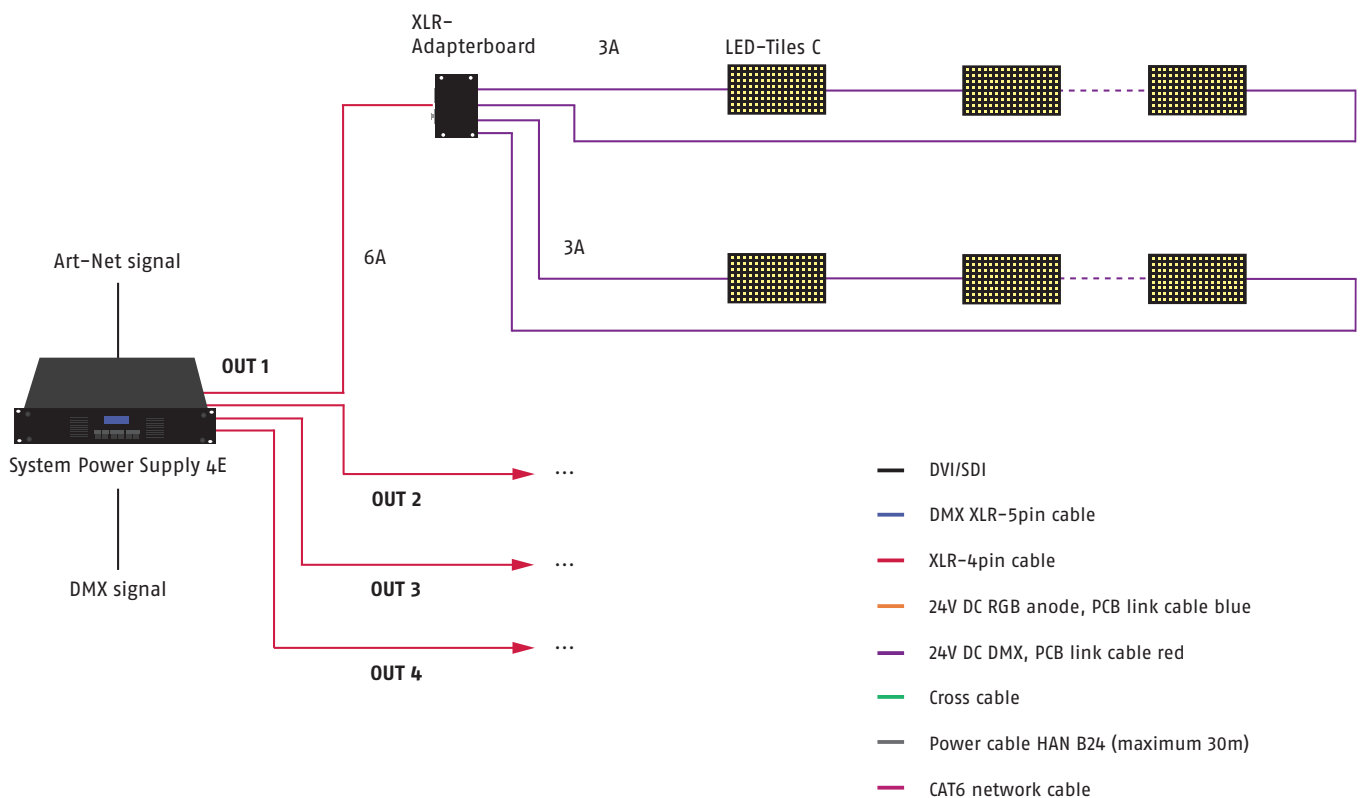 XLR-
Adapterboard
3A
LED-Tiles C
6A
3A
Art-Net signal
OUT 1
System Power Supply 4E
DMX signal
OUT 2
...
OUT 3
...
OUT 4
...
DVI/SDI
DMX XLR-5pin cable
XLR-4pin cable
24V DC RGB anode, PCB link cable blue
24V DC DMX, PCB link cable red
Cross cable
Power cable HAN B24 (maximum 30m)
CAT6 network cable